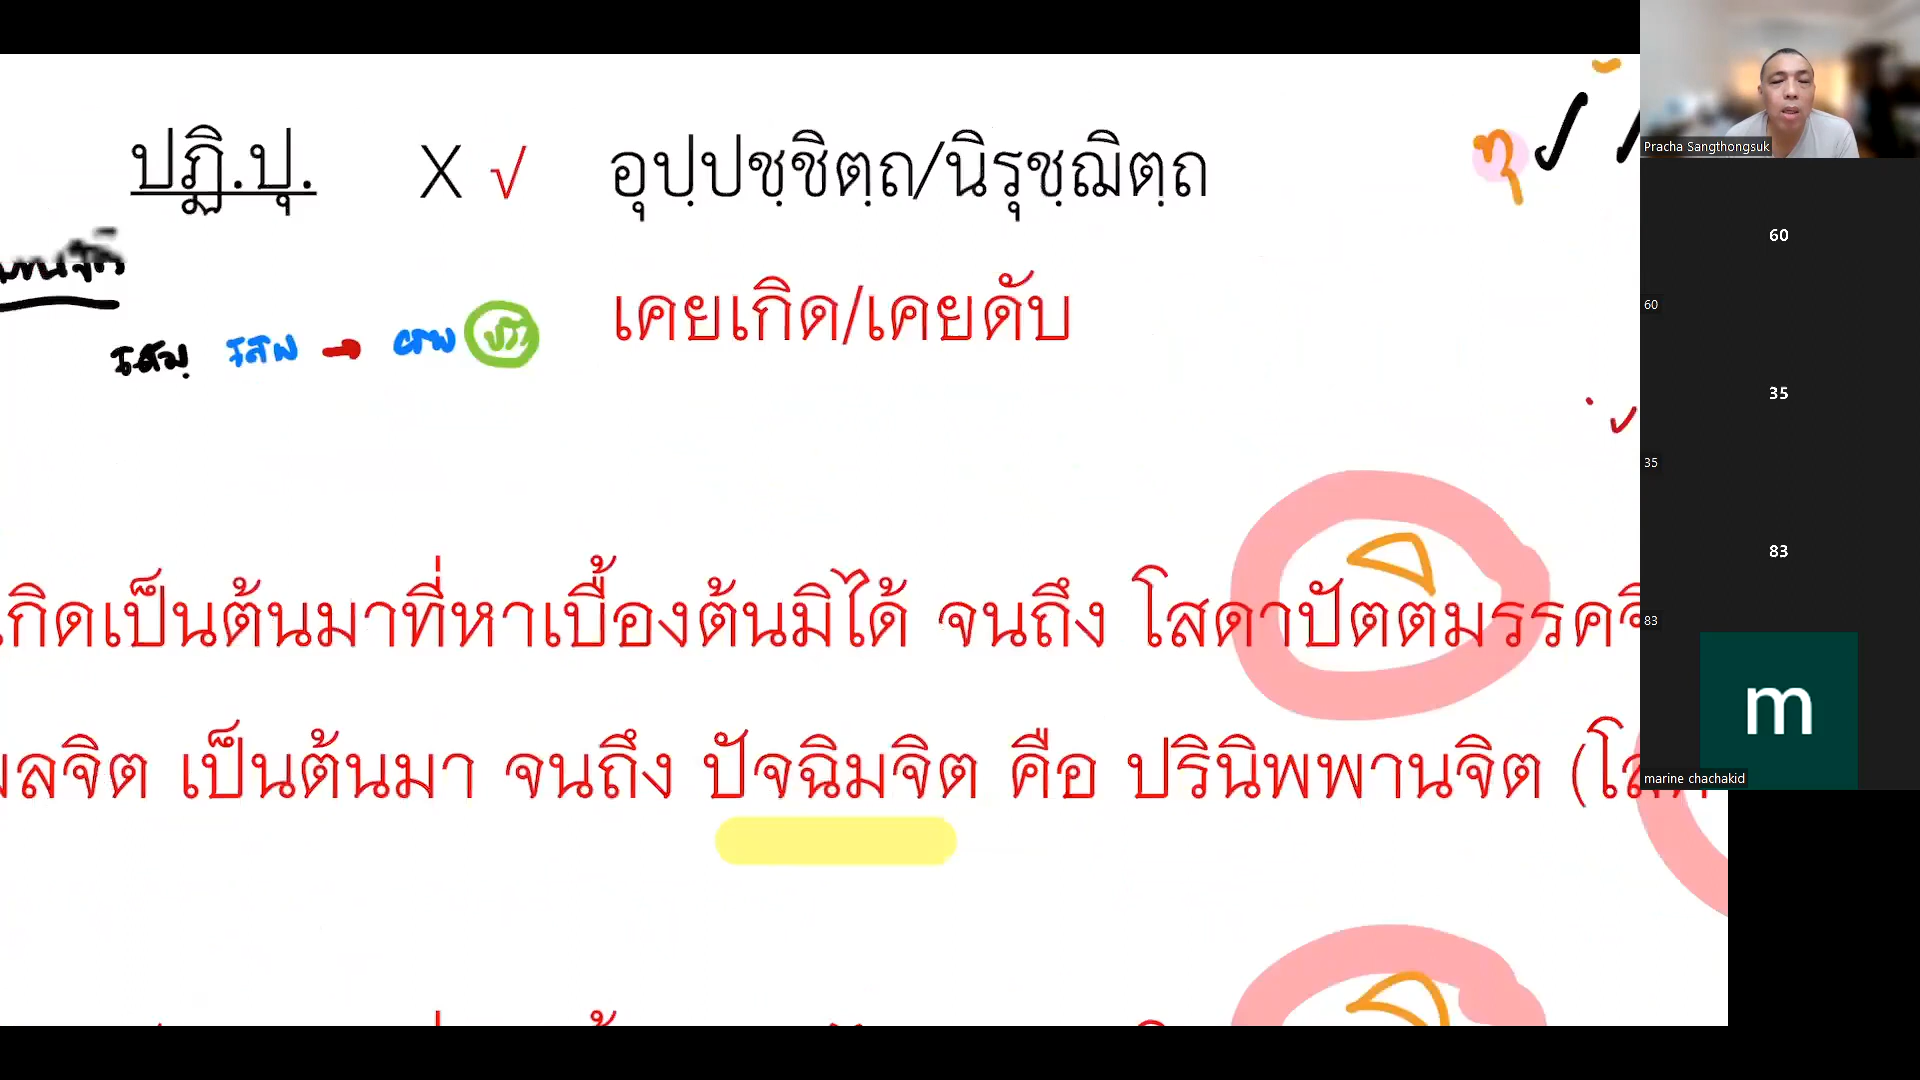 ปฏิ.ปุ. X √ อุปฺปชฺชิตฺถ/นิรุชฺฌิตฺถ
เคยเกิด/เคยดับ
กิดเป็นต้นมาที่หาเบื้องต้นมิได้ จนถึง โสดาปัตติมรรคจิ
ผลจิต เป็นต้นมา จนถึง ปัจฉิมจิต คือ ปรินิพพานจิต (โสด
Pracha Sangthongsuk
60
60
35
35
83
83
m
marine chachakid